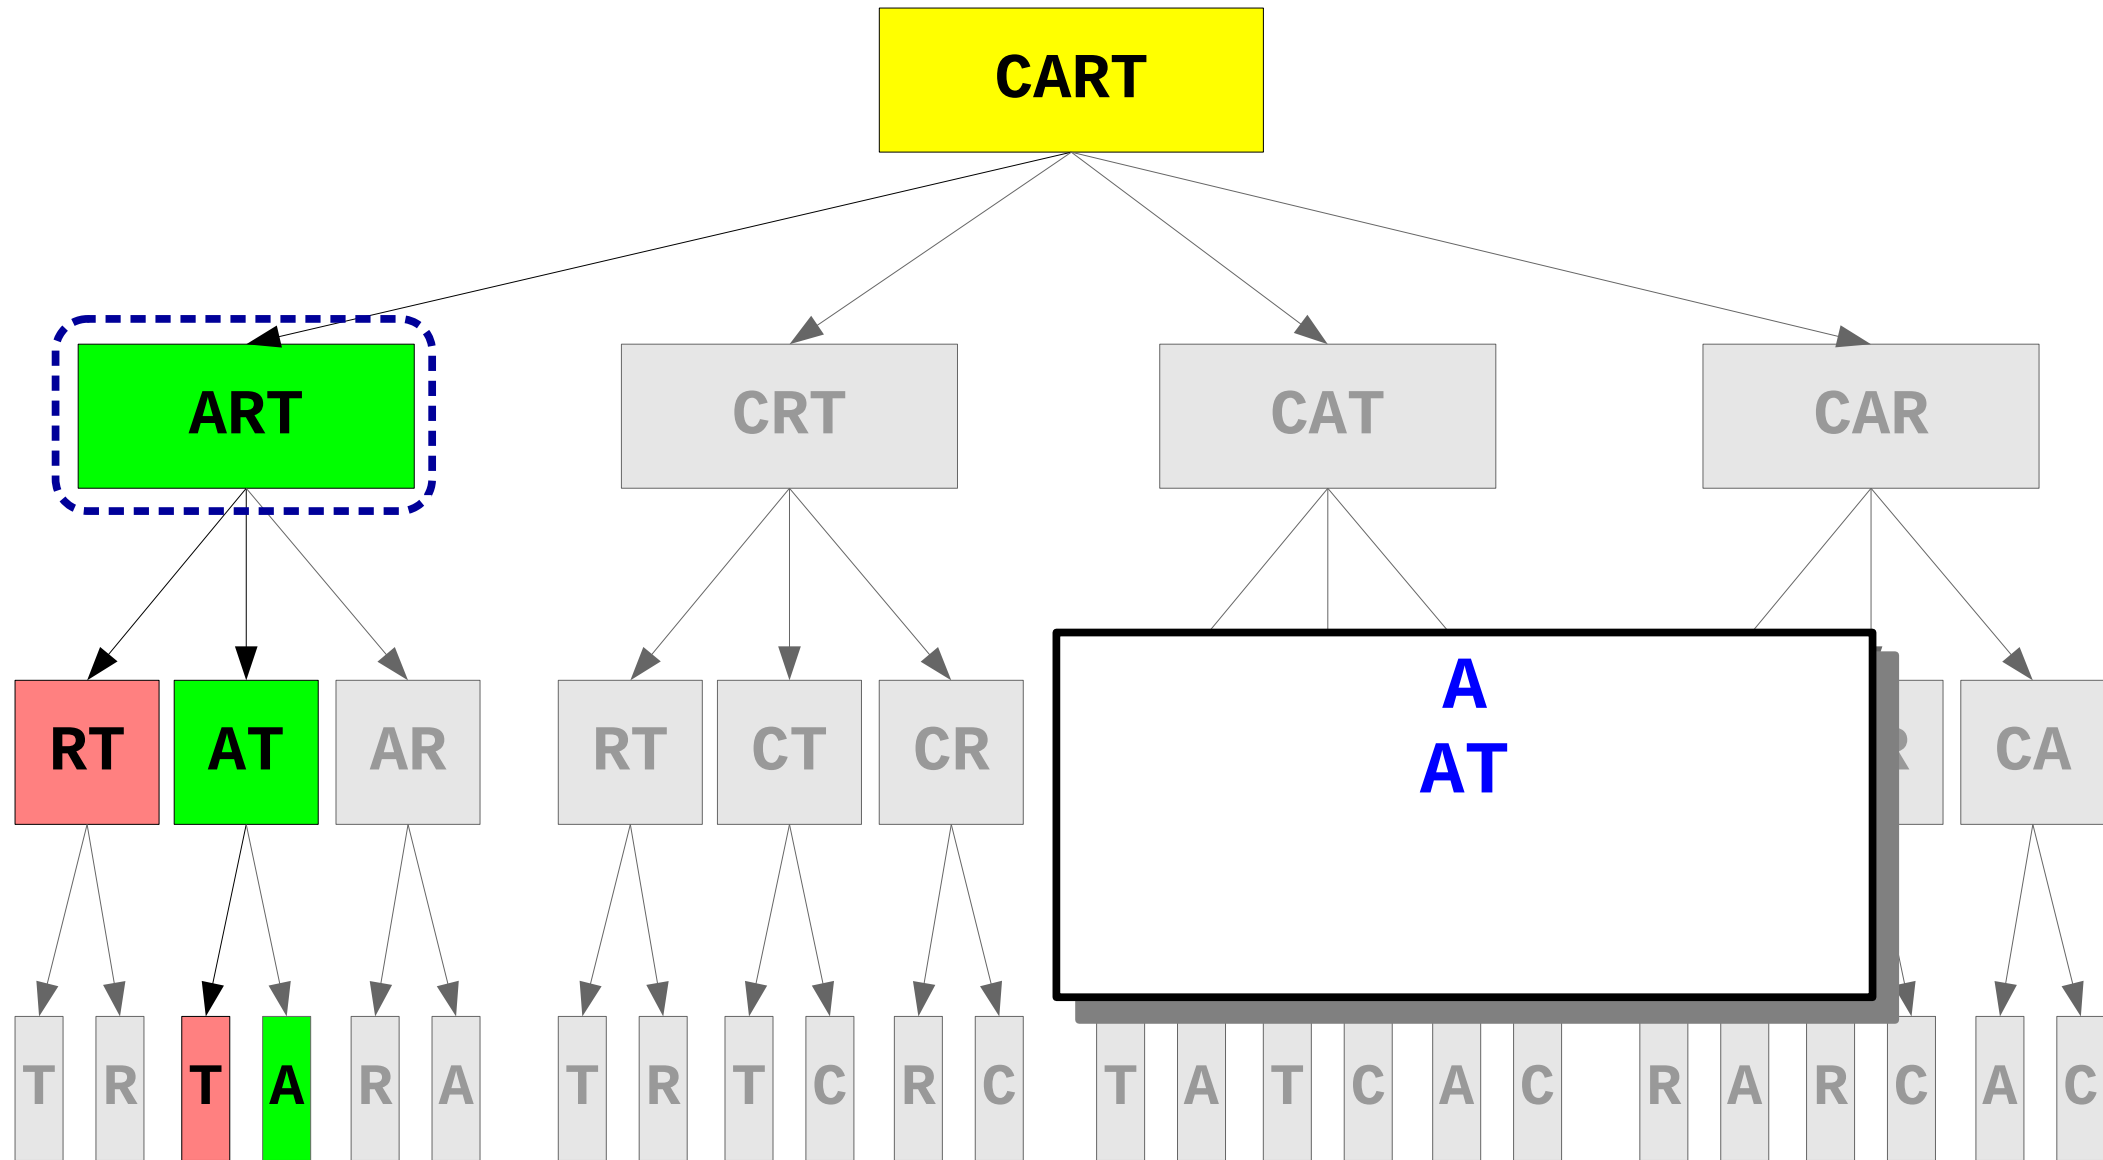 CART
ART CRT CAT CAR
A
RT AT AR RT CT CR CA
AT
T R T A R A T R T C R C T A T C A C R A R C A C